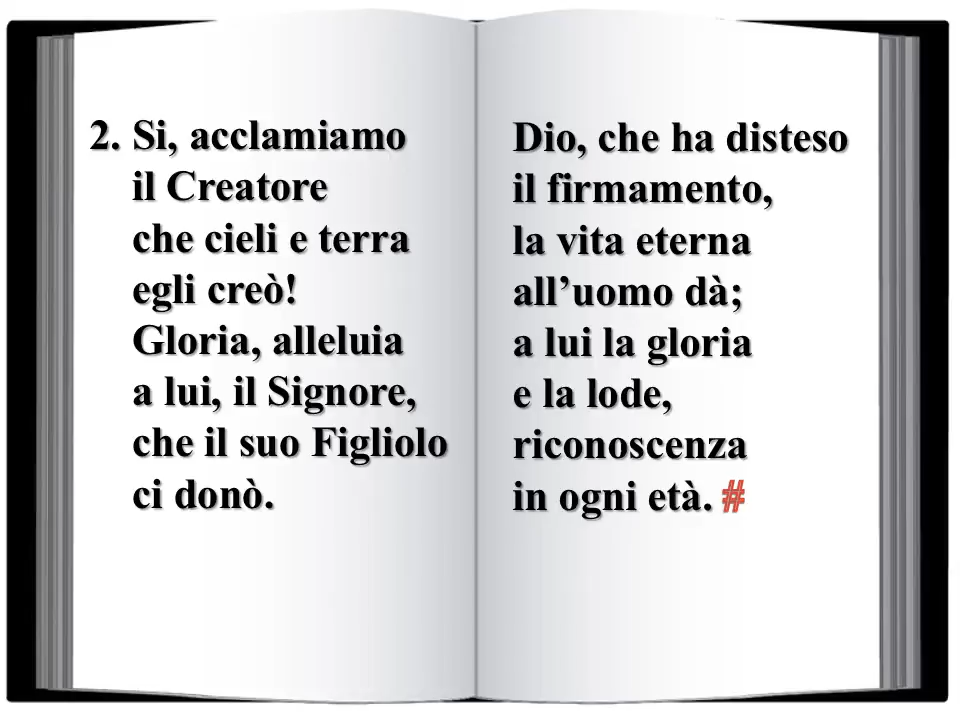 2. Si, acclamiamo
il Creatore
che cieli e terra
egli creò!
Gloria, alleluia
a lui, il Signore,
che il suo Figliolo
ci donò.
Dio, che ha disteso
il firmamento,
la vita eterna
all’uomo dà;
a lui la gloria
e la lode,
riconoscenza
in ogni età. #